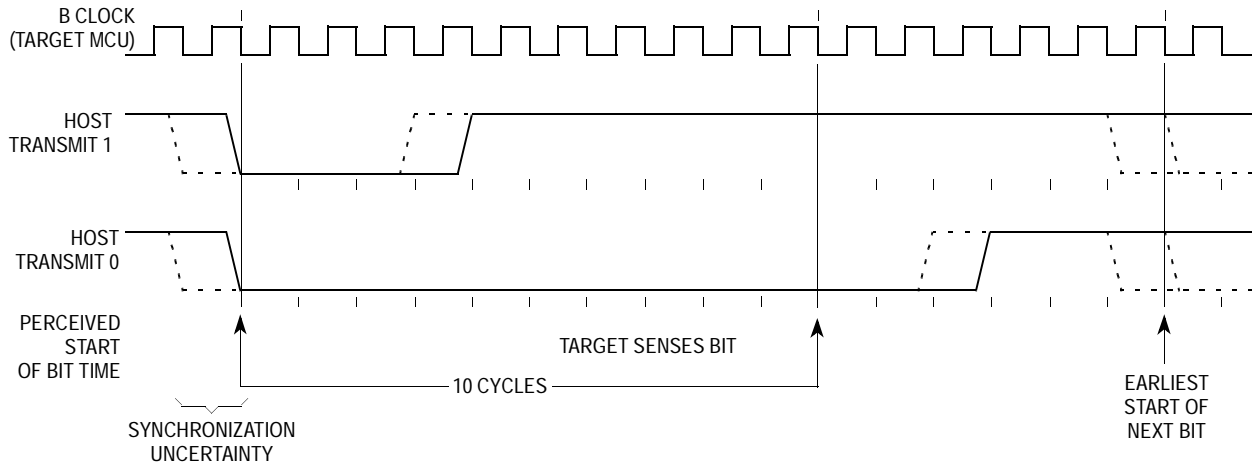 B CLOCK
(TARGET MCU)
HOST
TRANSMIT 1
HOST
TRANSMIT 0
PERCEIVED
START
OF BIT TIME
TARGET SENSES BIT
10 CYCLES
EARLIEST
START OF
NEXT BIT
SYNCHRONIZATION
UNCERTAINTY